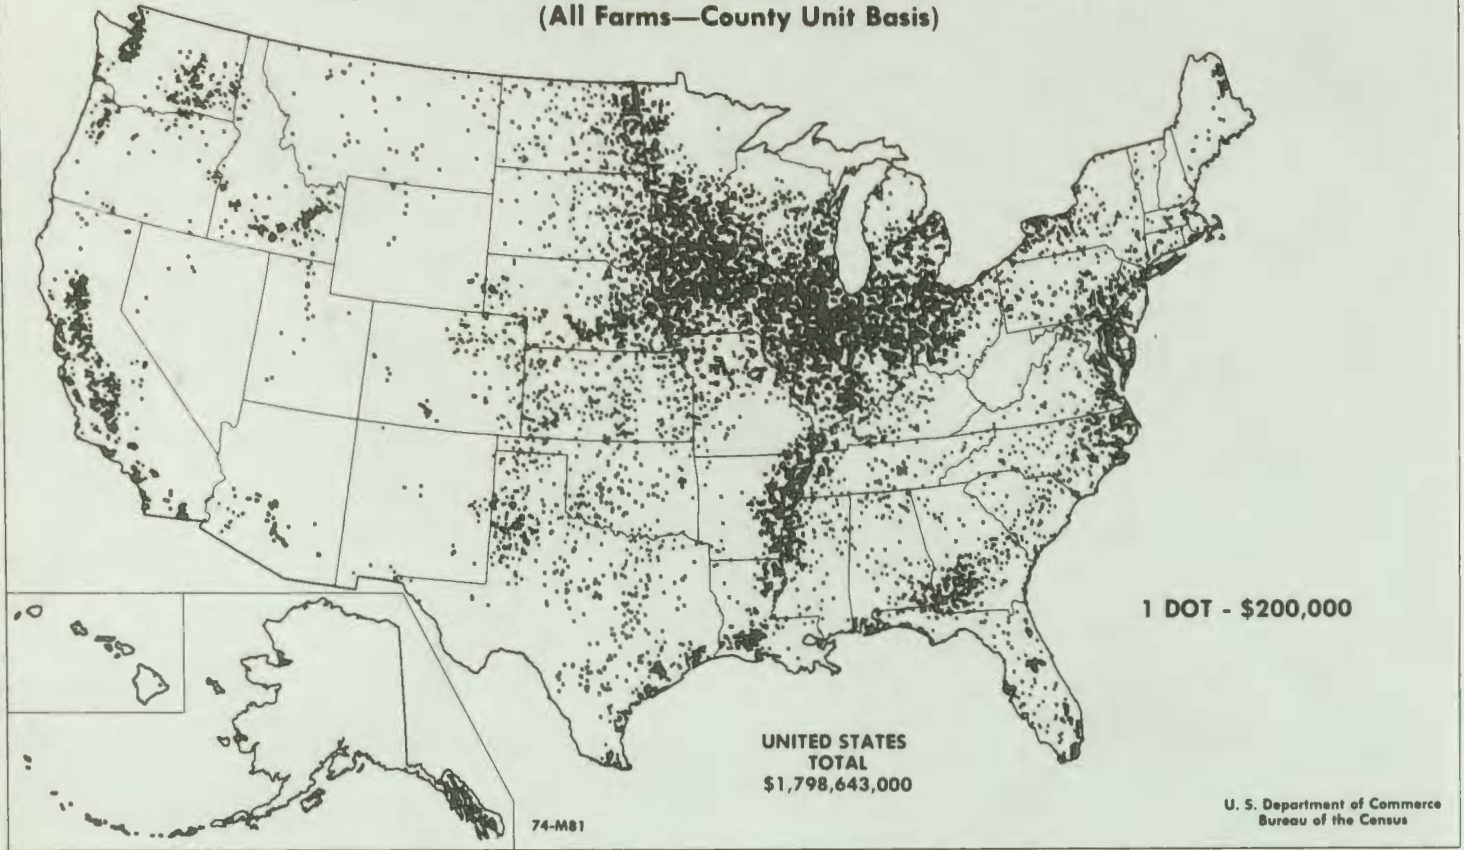 (All Farms—County Unit Basis)
1 DOT - $200,000
UNITED STATES
TOTAL
$1,798,643,000
U. S. Department of Commerce
Bureau of the Census
74-M81